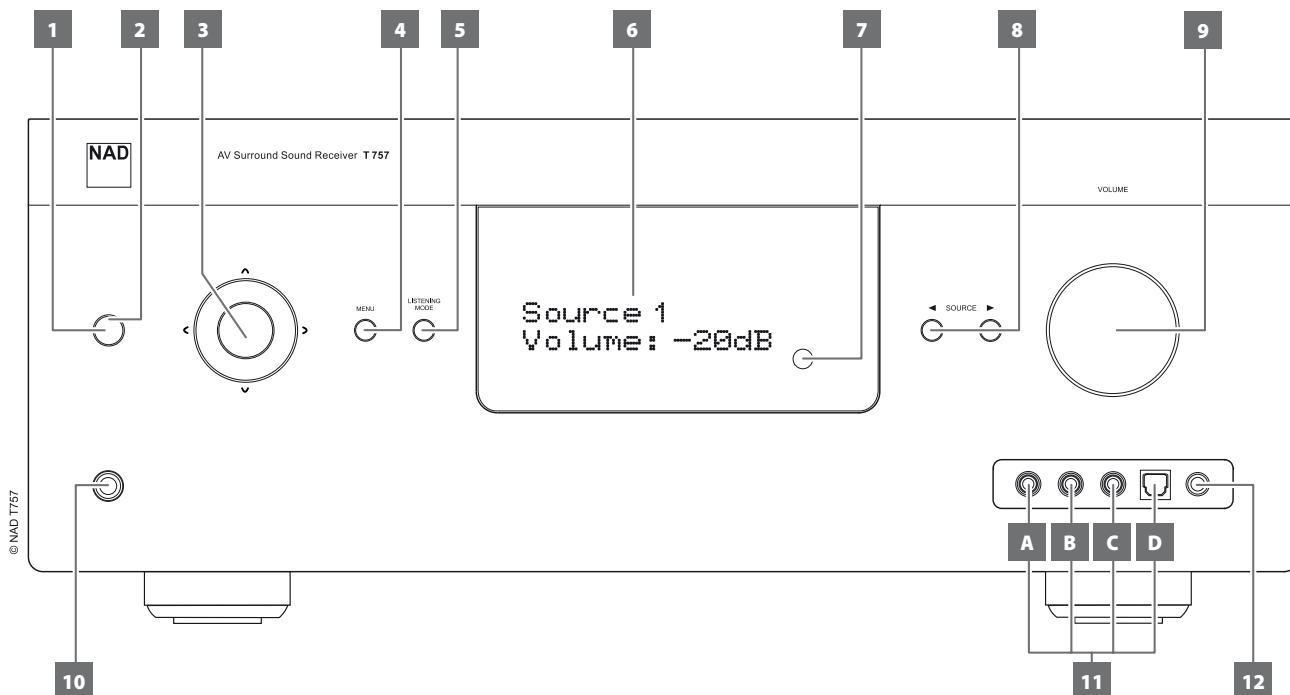 1 2 3 4 5 6 7 8 9
NAD
AV Surround Sound Receiver T 757
VOLUME
MENU
LISTENING
MODE
Source 1
Volume: -20dB
◄ SOURCE ►
© NAD T757
A B C D
10 11 12